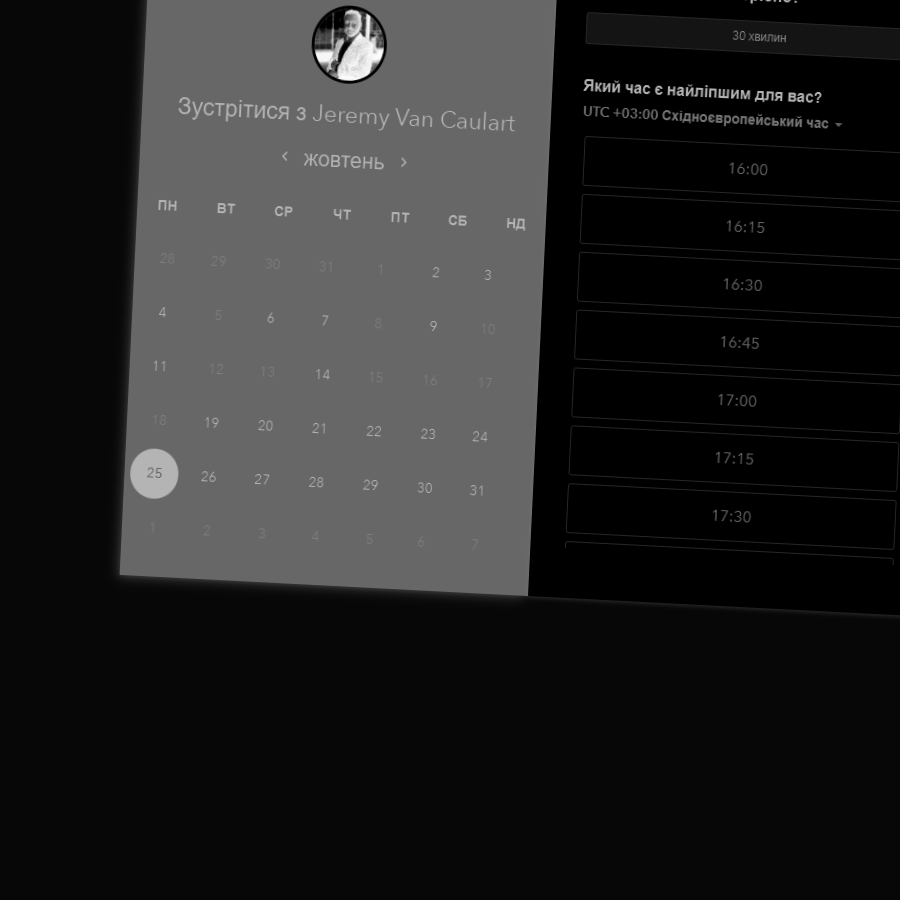 Зустрітися з Jeremy Van Caulart
‹ жовтень ›
ПН ВТ СР ЧТ ПТ СБ НД
28 29 30 31 1 2 3
4 5 6 7 8 9 10
11 12 13 14 15 16 17
18 19 20 21 22 23 24
25 26 27 28 29 30 31
1 2 3 4 5 6 7
30 хвилин
Який час є найліпшим для вас?
UTC +03:00 Східноєвропейський час
16:00
16:15
16:30
16:45
17:00
17:15
17:30